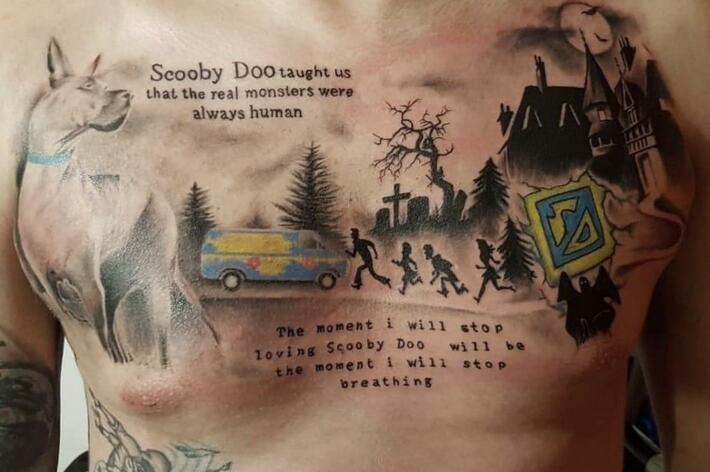 Scooby Doo taught us
that the real monsters were
always human
SD
The moment i will stop
loving Scooby Doo will be
the moment i will stop
breathing